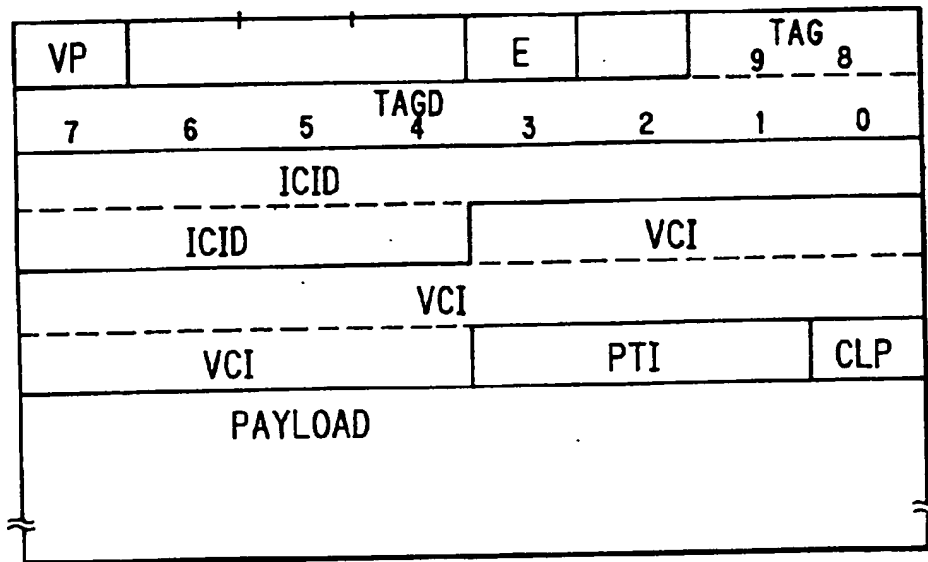 VP E TAG
9 8
TAGD
7 6 5 4 3 2 1 0
ICID
ICID VCI
VCI
VCI PTI CLP
PAYLOAD